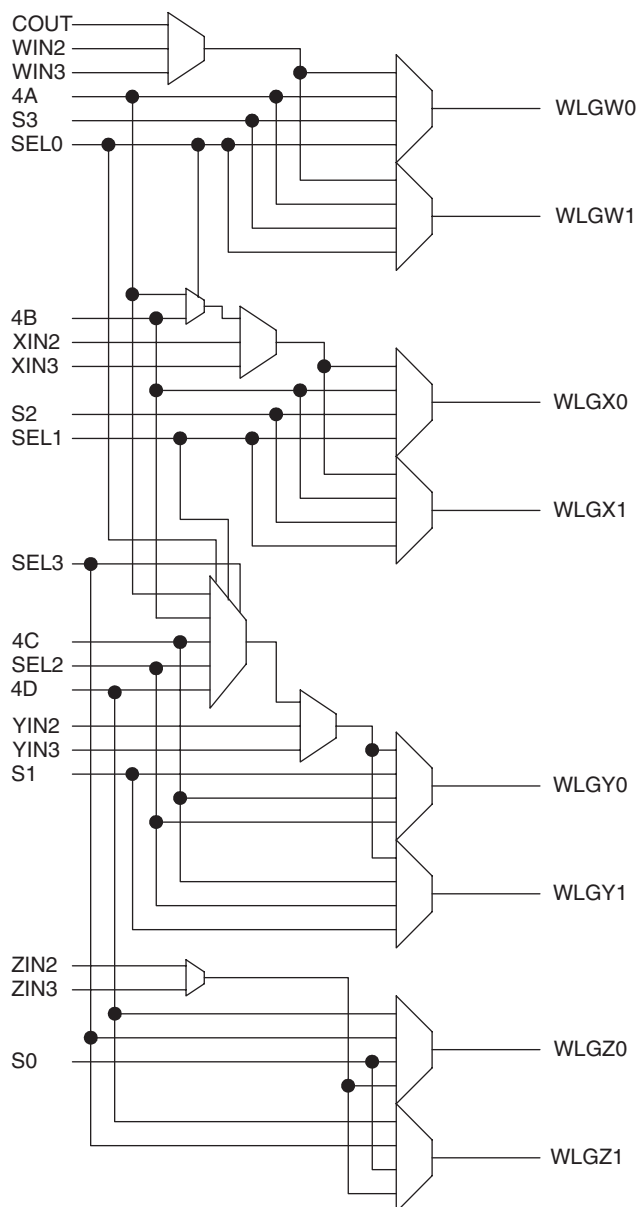 COUT
WIN2
WIN3
4A
S3
SEL0
WLGW0
WLGW1
4B
XIN2
XIN3
S2
SEL1
WLGX0
WLGX1
SEL3
4C
SEL2
4D
YIN2
YIN3
S1
WLGY0
WLGY1
ZIN2
ZIN3
S0
WLGZ0
WLGZ1